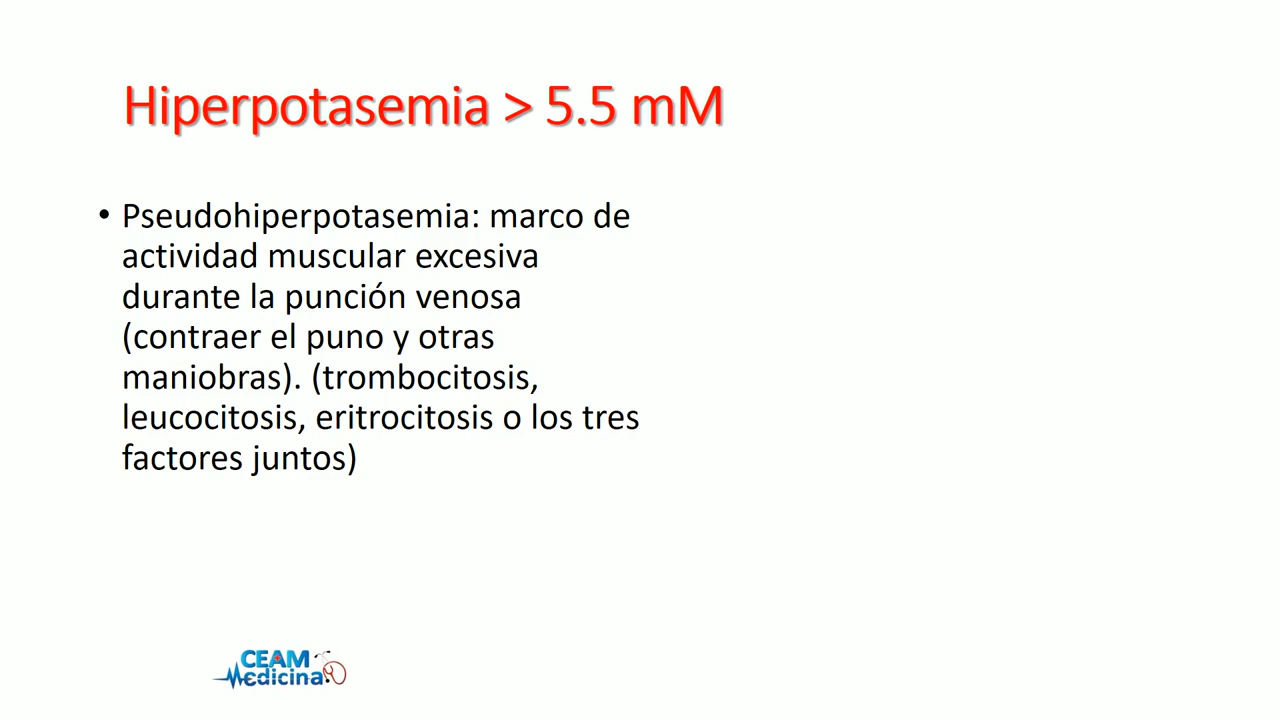 Hiperpotasemia > 5.5 mM
• Pseudohiperpotasemia: marco de
actividad muscular excesiva
durante la punción venosa
(contraer el puno y otras
maniobras). (trombocitosis,
leucocitosis, eritrocitosis o los tres
factores juntos)
CEAM
Medicina